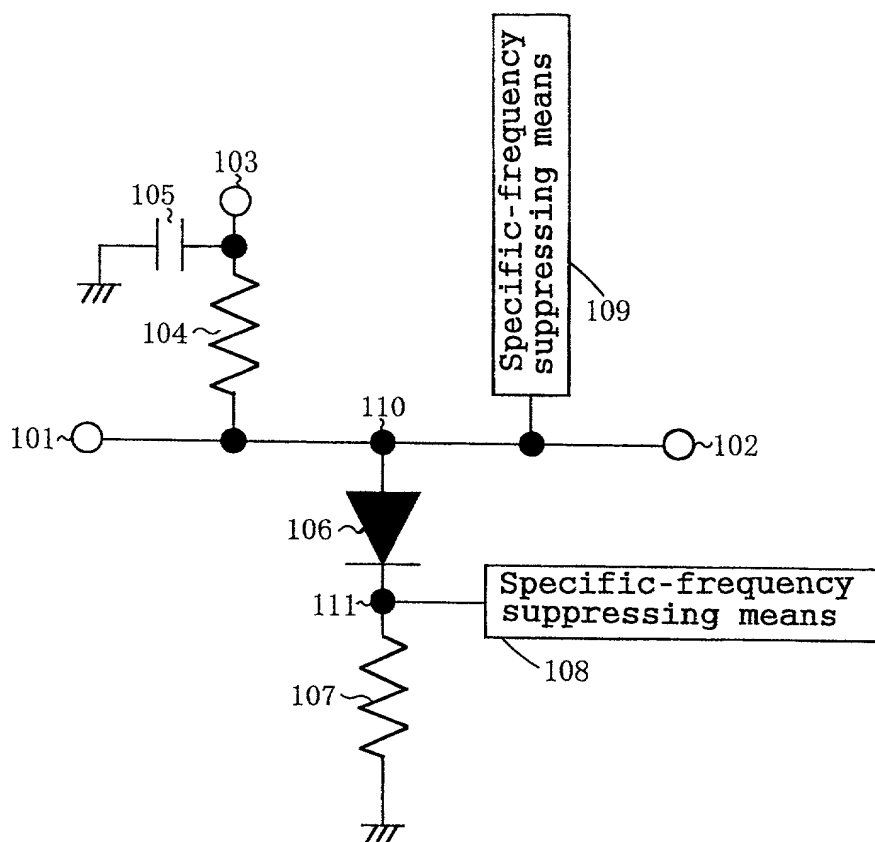 Specific-frequency
suppressing means
103
105
109
104
110
101
102
106
Specific-frequency
suppressing means
111
108
107